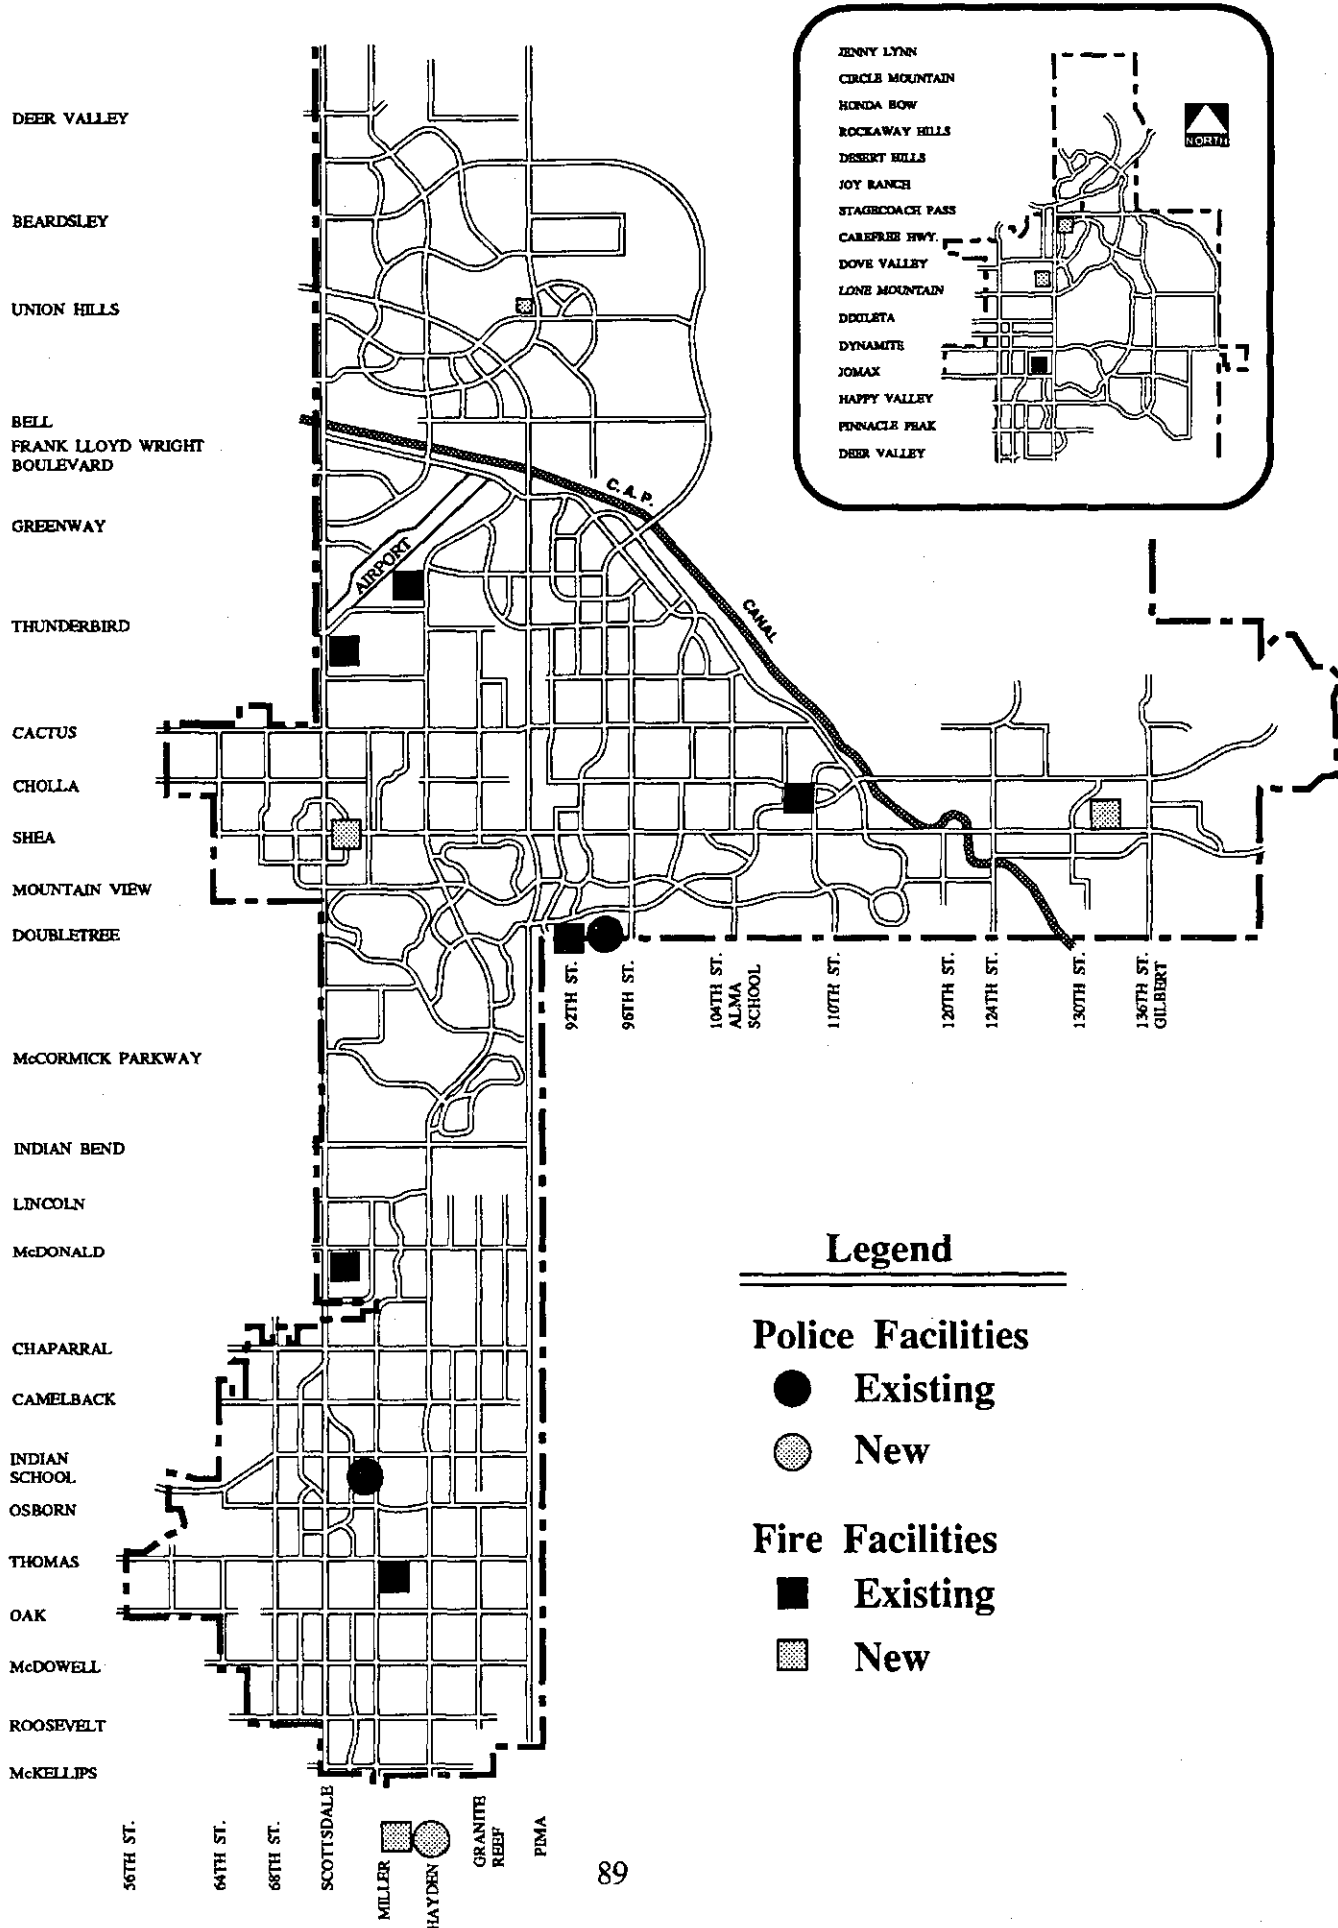 JENNY LYNN
CIRCLE MOUNTAIN
HONDA BOW
ROCKAWAY HILLS
DESERT HILLS
JOY RANCH
STAGECOACH PASS
CAREFREE HWY.
DOVE VALLEY
LONE MOUNTAIN
DIXILETA
DYNAMITE
JOMAX
HAPPY VALLEY
PINNACLE PEAK
DEER VALLEY
NORTH
DEER VALLEY
BEARDSLEY
UNION HILLS
BELL
FRANK LLOYD WRIGHT
BOULEVARD
GREENWAY
THUNDERBIRD
CACTUS
CHOLLA
SHEA
MOUNTAIN VIEW
DOUBLETREE
McCORMICK PARKWAY
INDIAN BEND
LINCOLN
McDONALD
CHAPARRAL
CAMELBACK
INDIAN
SCHOOL
OSBORN
THOMAS
OAK
McDOWELL
ROOSEVELT
McKELLIPS
C.A.P.
CANAL
AIRPORT
92TH ST.
96TH ST.
104TH ST.
ALMA
SCHOOL
110TH ST.
120TH ST.
124TH ST.
130TH ST.
136TH ST.
GILBERT
Legend
Police Facilities
Existing
New
Fire Facilities
Existing
New
56TH ST.
64TH ST.
68TH ST.
SCOTTSDALE
MILLER
HAYDEN
GRANITE
REEF
PIMA
89